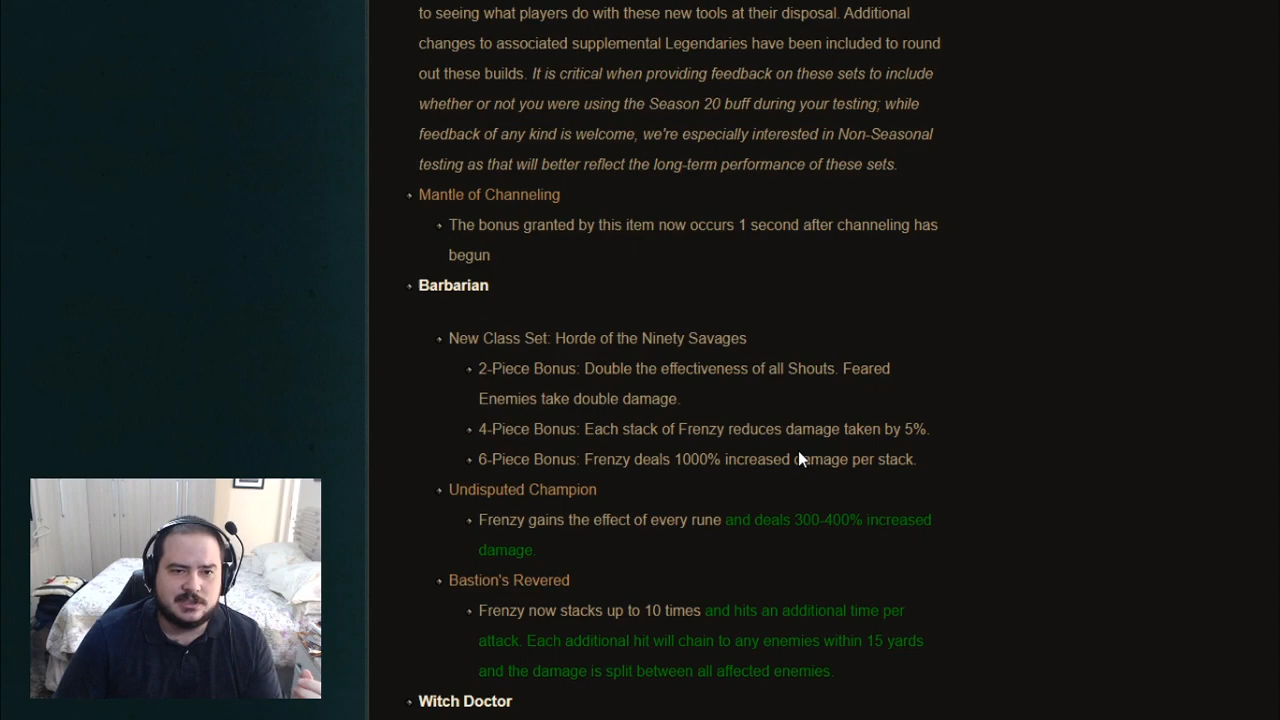 to seeing what players do with these new tools at their disposal. Additional
changes to associated supplemental Legendaries have been included to round
out these builds. It is critical when providing feedback on these sets to include
whether or not you were using the Season 20 buff during your testing; while
feedback of any kind is welcome, we're especially interested in Non-Seasonal
testing as that will better reflect the long-term performance of these sets.
Mantle of Channeling
The bonus granted by this item now occurs 1 second after channeling has
begun
Barbarian
New Class Set: Horde of the Ninety Savages
2-Piece Bonus: Double the effectiveness of all Shouts. Feared
Enemies take double damage.
4-Piece Bonus: Each stack of Frenzy reduces damage taken by 5%.
6-Piece Bonus: Frenzy deals 1000% increased damage per stack.
Undisputed Champion
Frenzy gains the effect of every rune and deals 300-400% increased
damage.
Bastion's Revered
Frenzy now stacks up to 10 times and hits an additional time per
attack. Each additional hit will chain to any enemies within 15 yards
and the damage is split between all affected enemies.
Witch Doctor